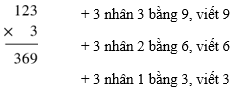 123
× 3
369
+ 3 nhân 3 bằng 9, viết 9
+ 3 nhân 2 bằng 6, viết 6
+ 3 nhân 1 bằng 3, viết 3